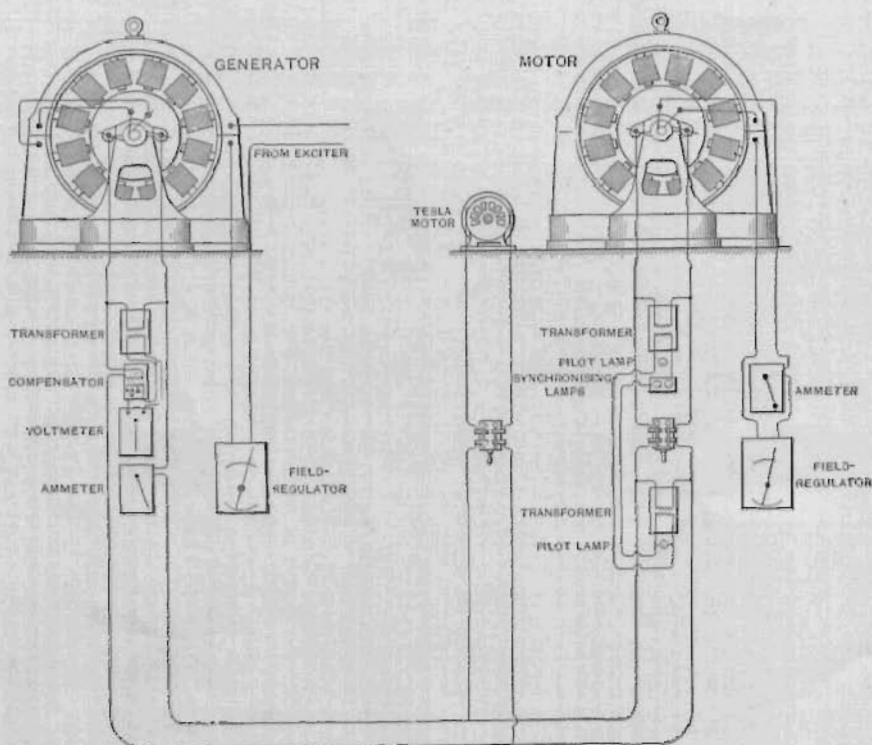 GENERATOR
MOTOR
FROM EXCITER
TESLA
MOTOR
TRANSFORMER
COMPENSATOR
VOLTMETER
AMMETER
FIELD-
REGULATOR
TRANSFORMER
PILOT LAMP
SYNCHRONISING
LAMPS
AMMETER
FIELD-
REGULATOR
TRANSFORMER
PILOT LAMP